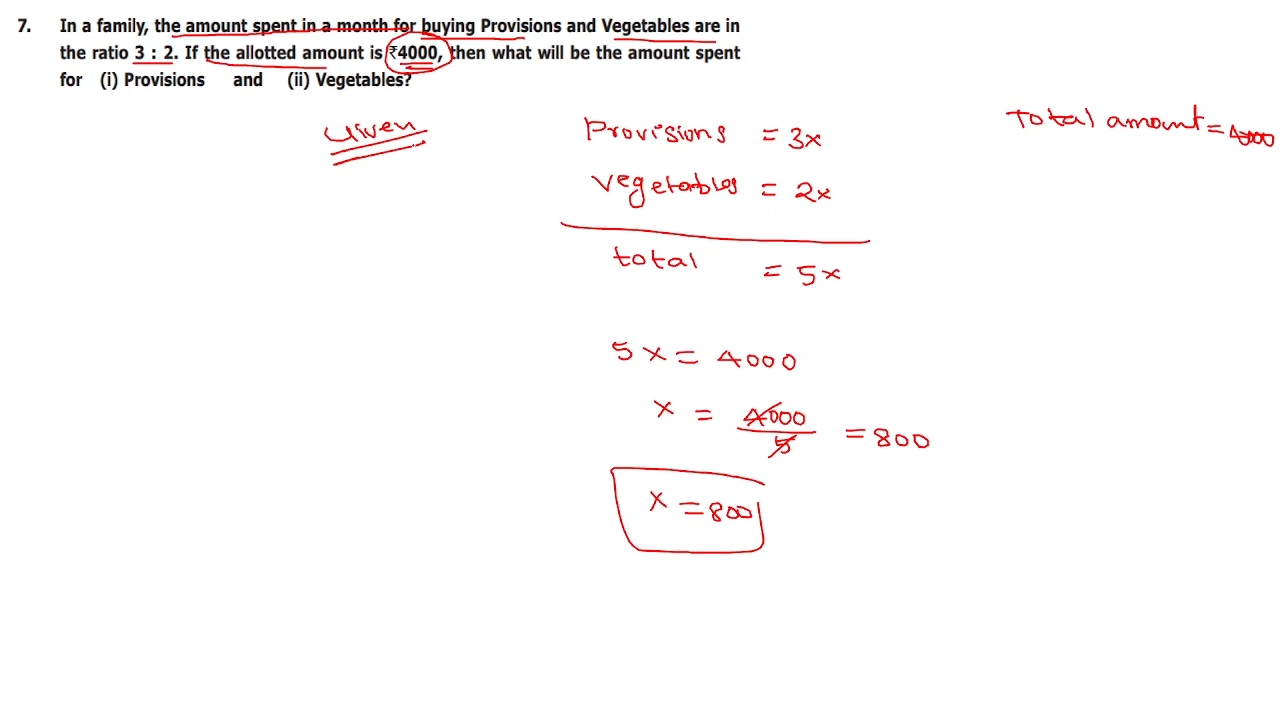 7. In a family, the amount spent in a month for buying Provisions and Vegetables are in
the ratio 3 : 2. If the allotted amount is ₹4000, then what will be the amount spent
for (i) Provisions and (ii) Vegetables?
Given
Provisions = 3x
Total amount = 4000
Vegetables = 2x
total = 5x
5x = 4000
x = 4000/5 = 800
x = 800